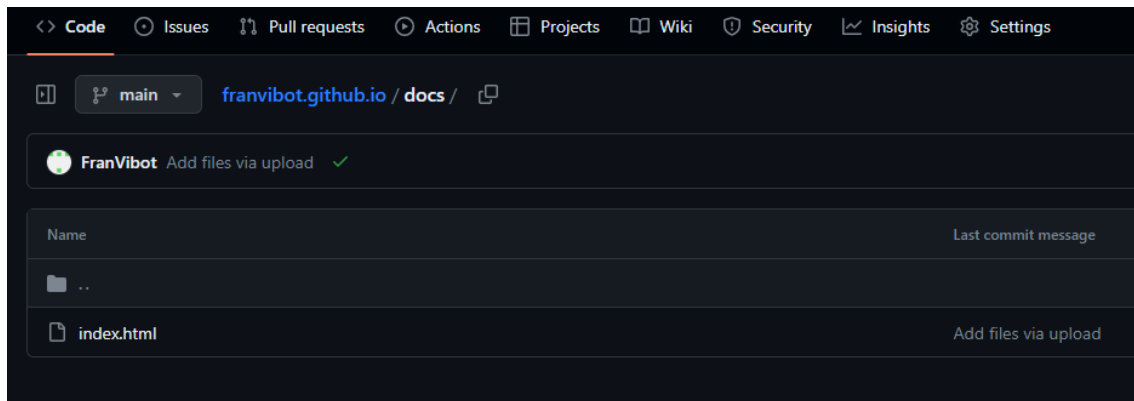 <> Code Issues Pull requests Actions Projects Wiki Security Insights Settings
main franvibot.github.io / docs /
FranVibot Add files via upload
Name Last commit message
..
index.html Add files via upload